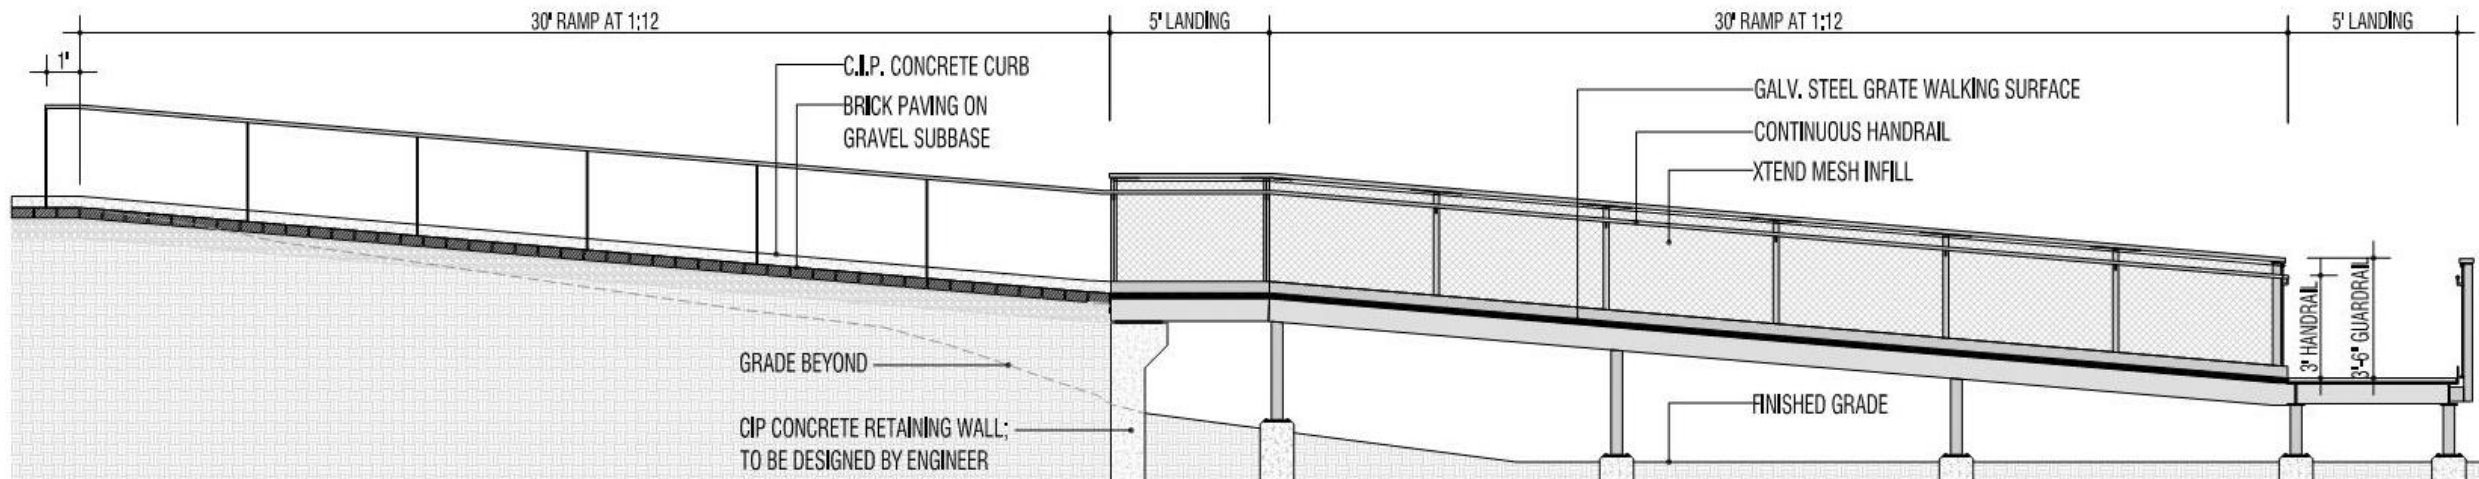 30' RAMP AT 1:12
5' LANDING
30' RAMP AT 1:12
5' LANDING
1'
C.I.P. CONCRETE CURB
BRICK PAVING ON
GRAVEL SUBBASE
GALV. STEEL GRATE WALKING SURFACE
CONTINUOUS HANDRAIL
XTEND MESH INFILL
3' HANDRAIL
3'-6" GUARDRAIL
GRADE BEYOND
FINISHED GRADE
CIP CONCRETE RETAINING WALL;
TO BE DESIGNED BY ENGINEER